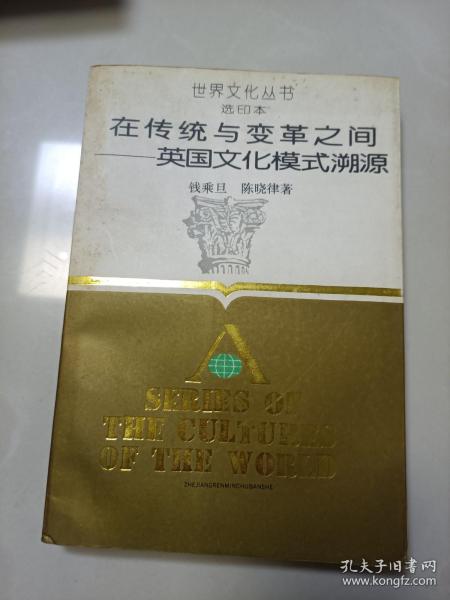 世界文化丛书
选印本
在传统与变革之间
——英国文化模式溯源
钱乘旦 陈晓律著
A
SERIES OF
THE CULTURES
OF THE WORLD
ZHEJIANGRENMINCHUBANSHE
孔夫子旧书网
www.kongfz.com